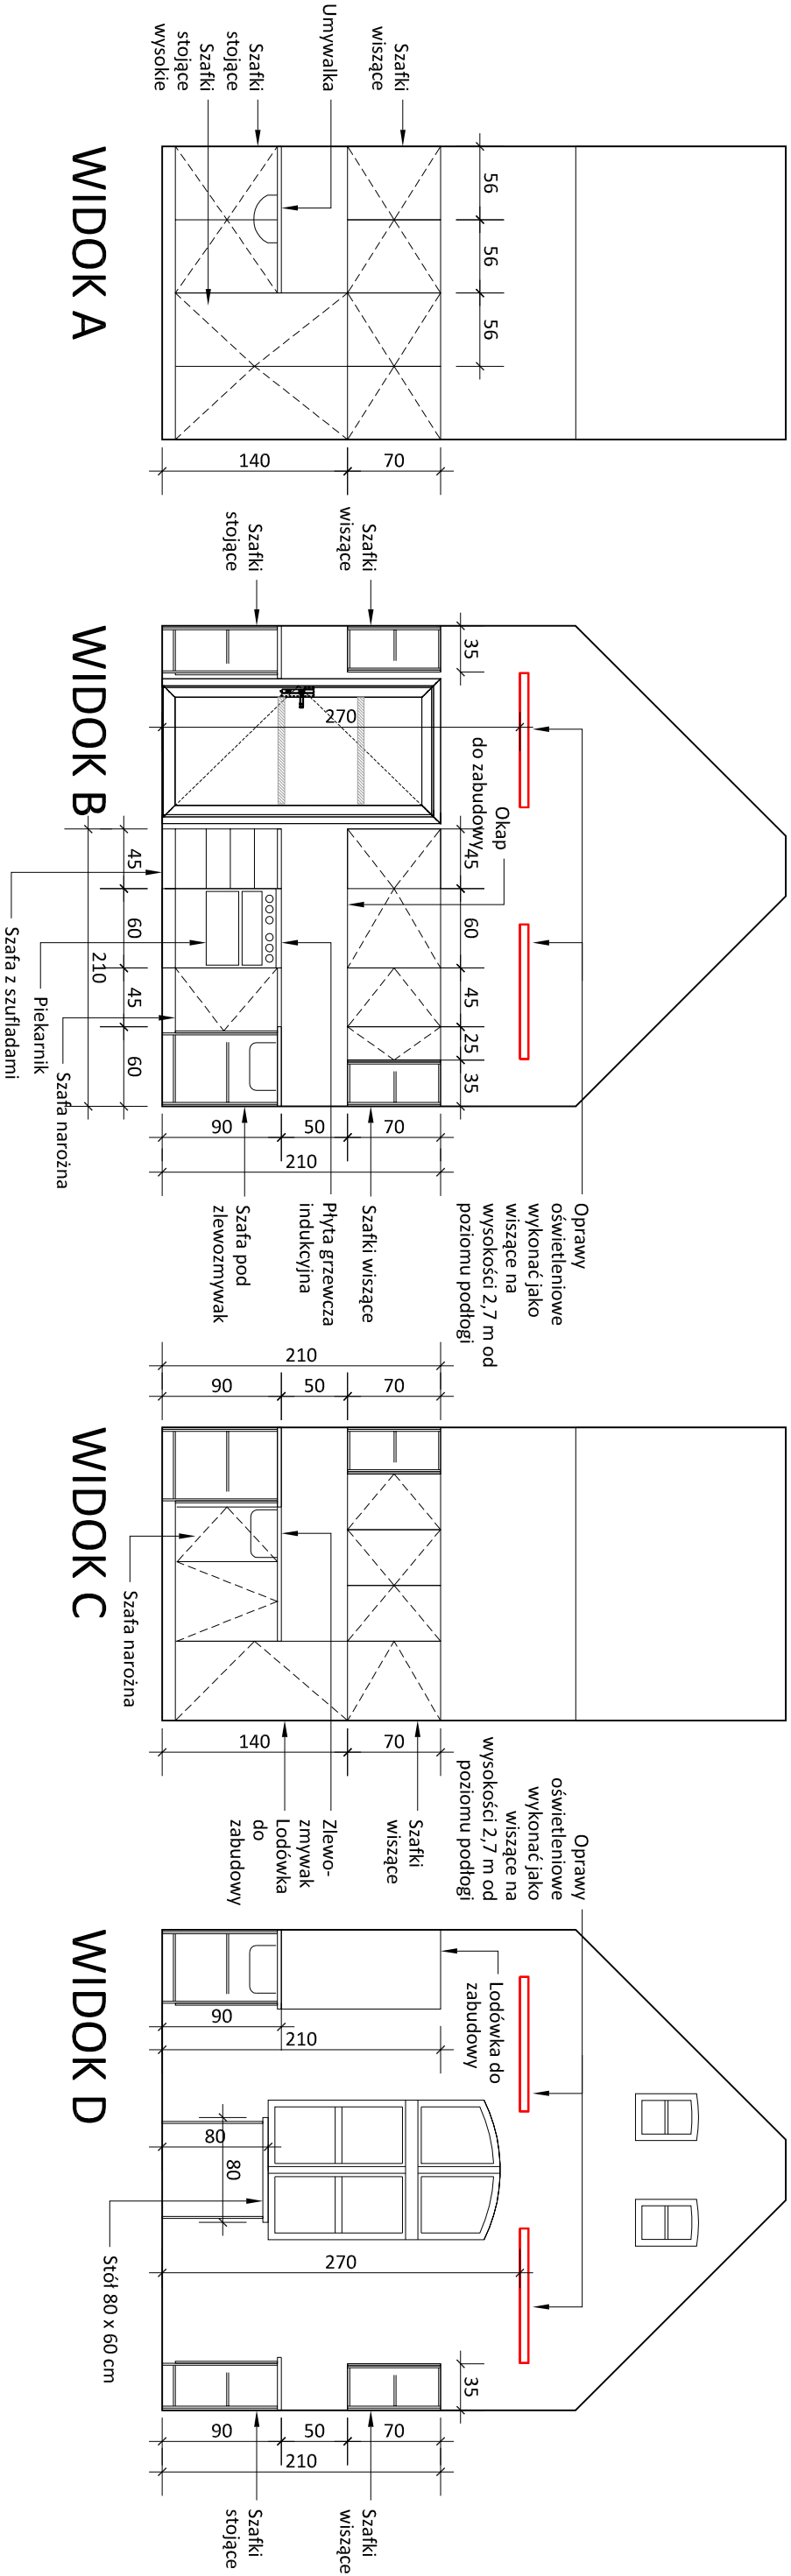 Umywalka
Szafki
wiszące
Szafki
stojące
Szafki
stojące
wysokie
56
56
56
140
70
WIDOK A
Szafki
wiszące
Szafki
stojące
35
270
Okap
do zabudowy
45
60
45
25
35
45
60
45
60
210
Szafa z szufladami
Piekarnik
Szafa narożna
90
50
70
210
Szafa pod
zlewozmywak
Płyta grzewcza
indukcyjna
Szafki wiszące
Oprawy
oświetleniowe
wykonać jako
wiszące na
wysokości 2,7 m od
poziomu podłogi
WIDOK B
210
90
50
70
Szafa narożna
140
70
Zlewo-
zmywak
Lodówka
do
zabudowy
Szafki
wiszące
WIDOK C
Oprawy
oświetleniowe
wykonać jako
wiszące na
wysokości 2,7 m od
poziomu podłogi
Lodówka do
zabudowy
90
210
80
80
Stół 80 x 60 cm
270
35
90
50
70
210
Szafki
wiszące
Szafki
stojące
WIDOK D